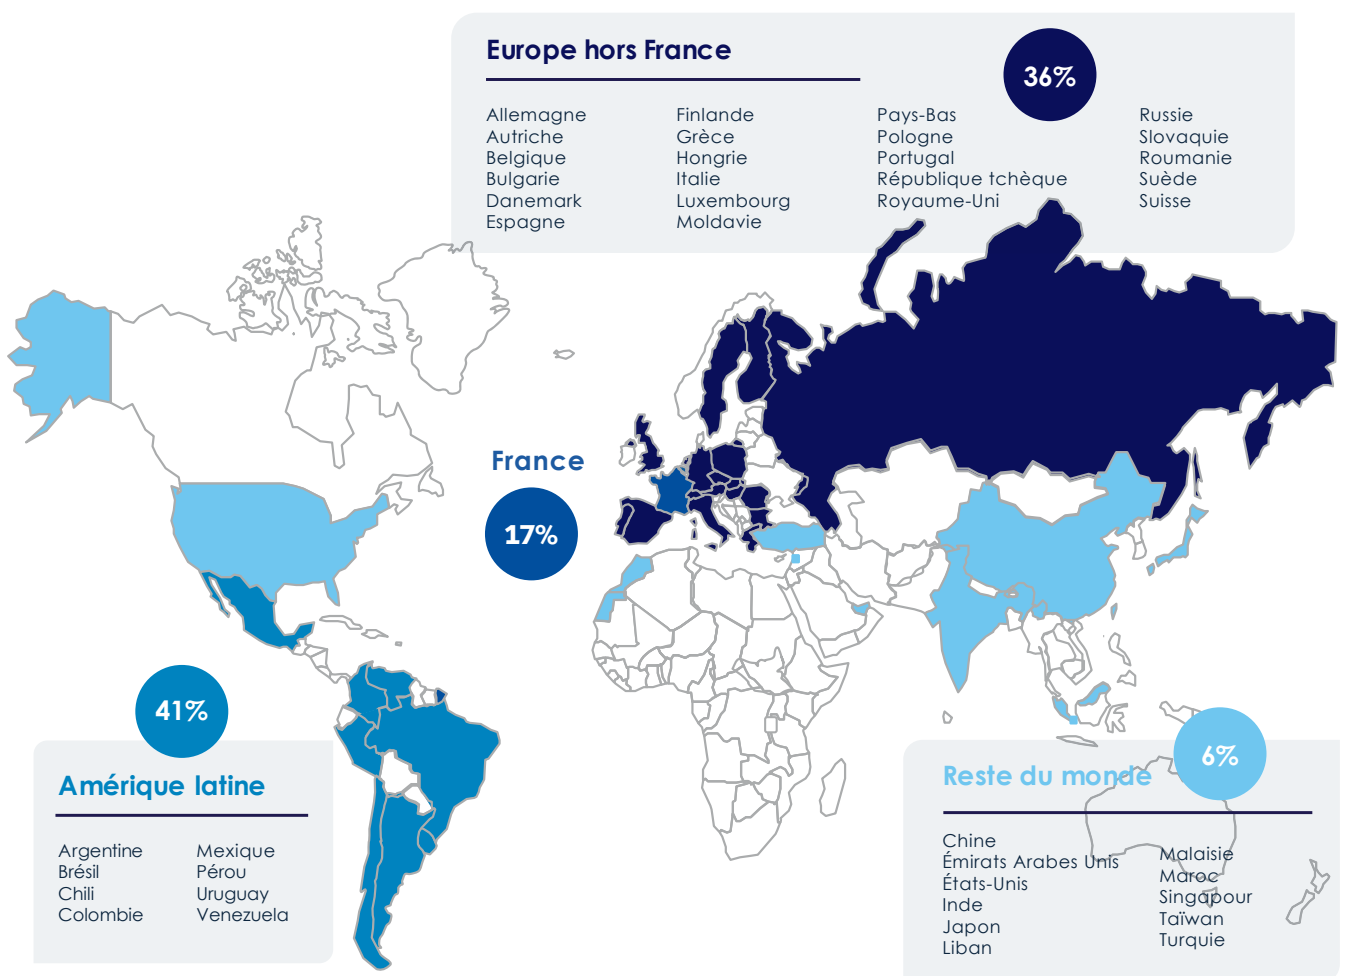 Europe hors France
36%
Allemagne
Autriche
Belgique
Bulgarie
Danemark
Espagne
Finlande
Grèce
Hongrie
Italie
Luxembourg
Moldavie
Pays-Bas
Pologne
Portugal
République tchèque
Royaume-Uni
Russie
Slovaquie
Roumanie
Suède
Suisse
France
17%
41%
Amérique latine
Argentine
Brésil
Chili
Colombie
Mexique
Pérou
Uruguay
Venezuela
6%
Reste du monde
Chine
Émirats Arabes Unis
États-Unis
Inde
Japon
Liban
Malaisie
Maroc
Singapour
Taïwan
Turquie